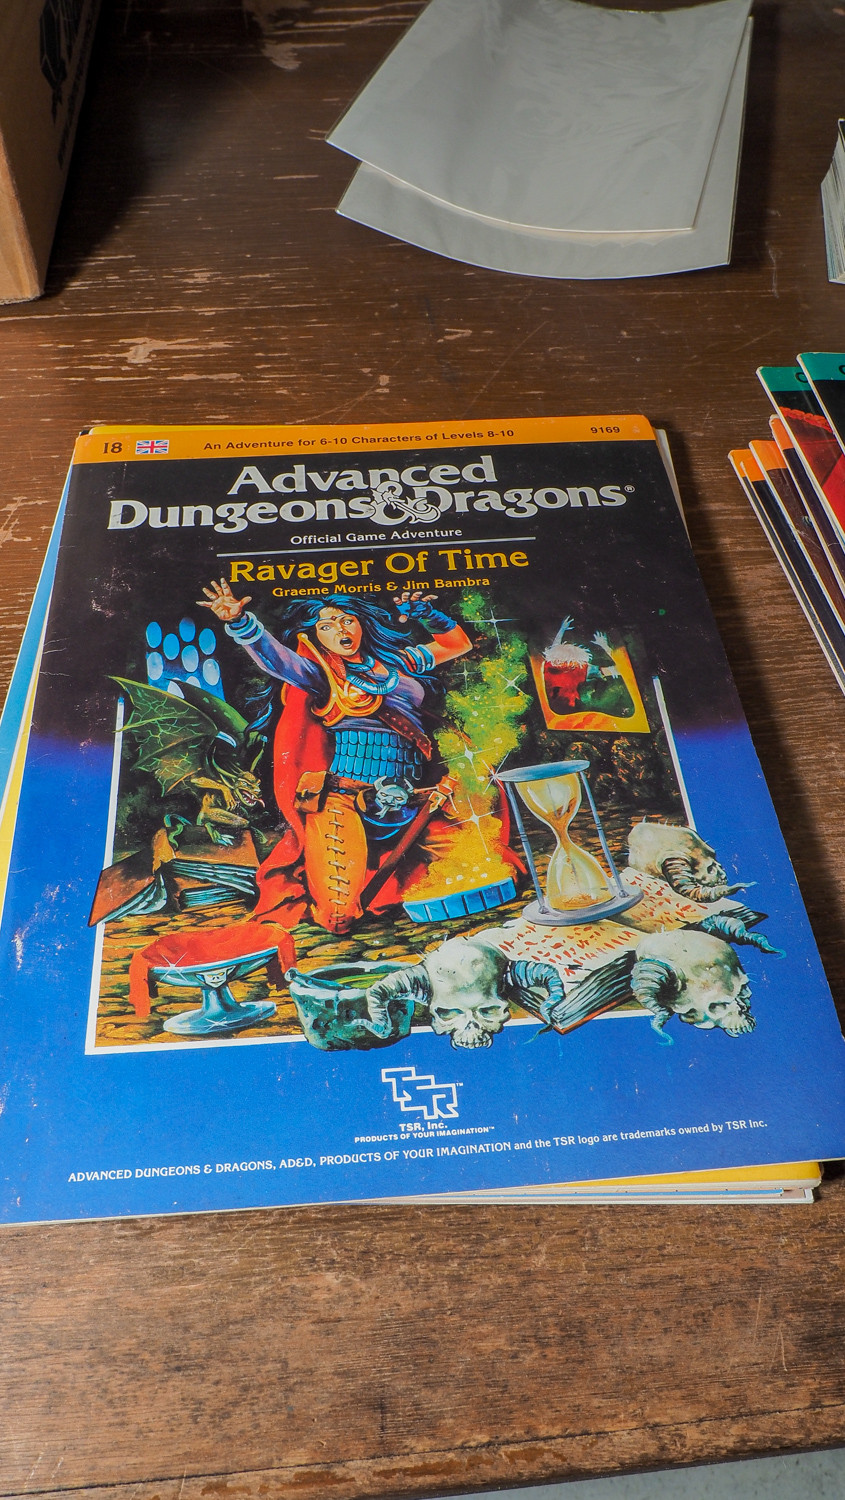 I8
An Adventure for 6-10 Characters of Levels 8-10
9169
Advanced
Dungeons & Dragons®
Official Game Adventure
Ravager Of Time
Graeme Morris & Jim Bambra
TSR™
TSR, Inc.
PRODUCTS OF YOUR IMAGINATION™
ADVANCED DUNGEONS & DRAGONS, AD&D, PRODUCTS OF YOUR IMAGINATION and the TSR logo are trademarks owned by TSR Inc.